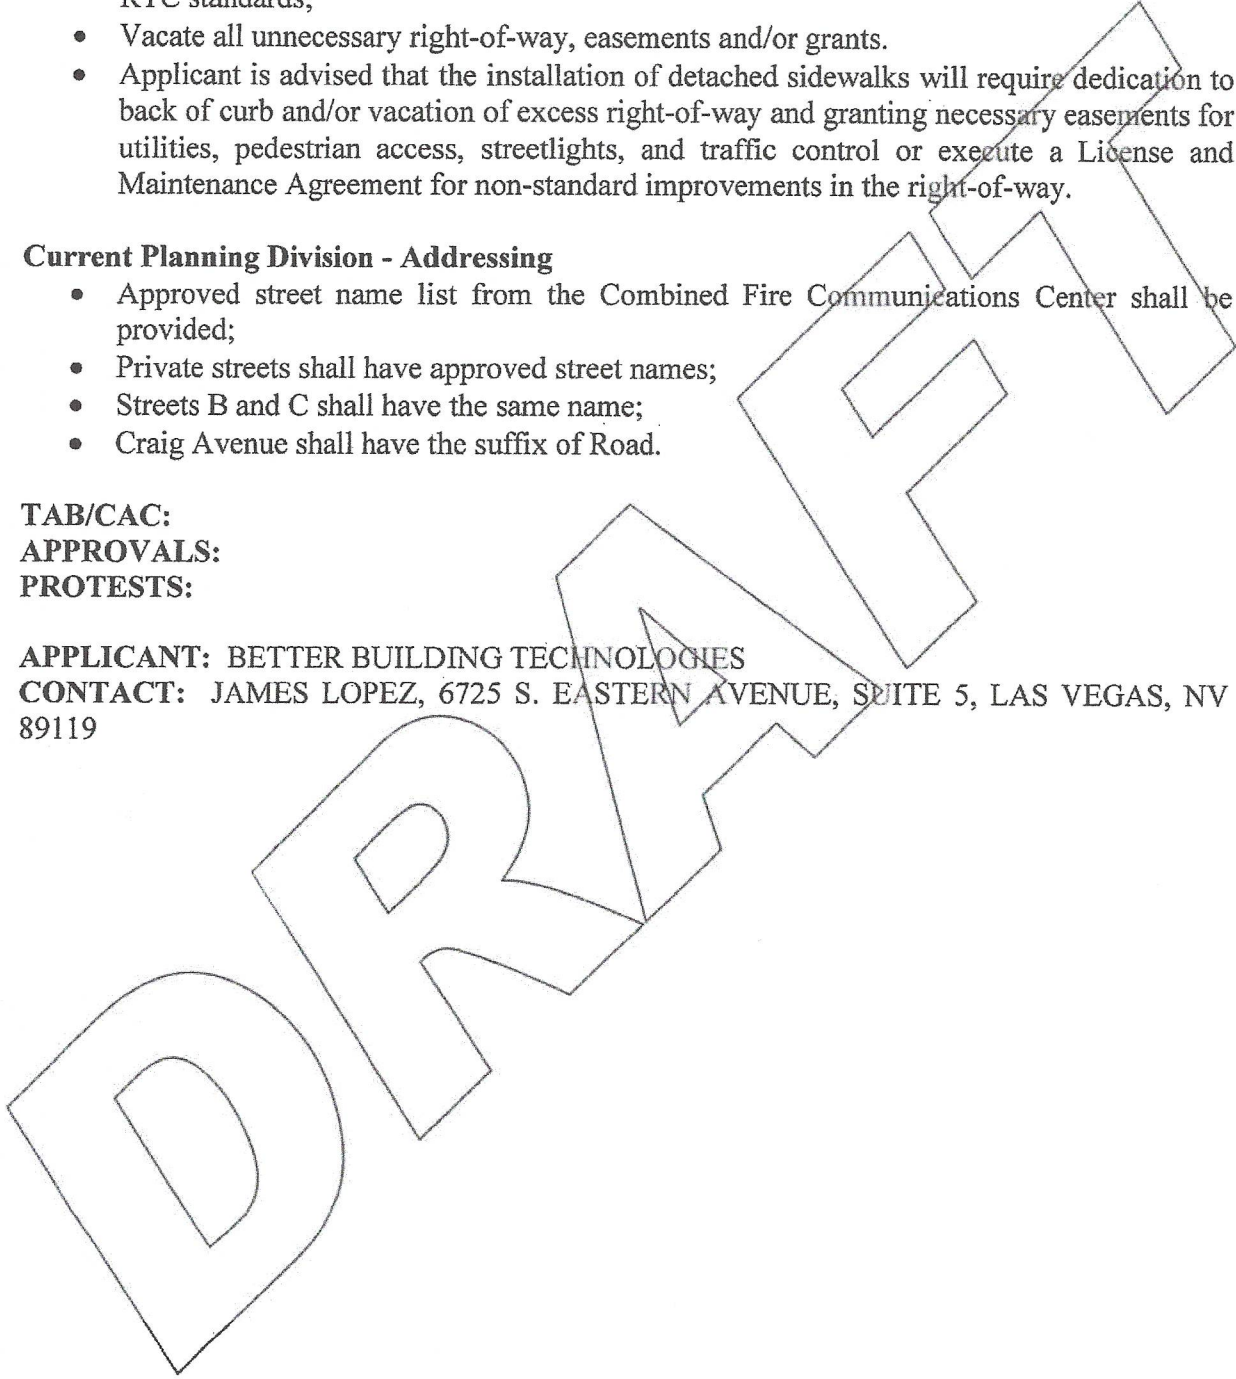 RTC standards;
• Vacate all unnecessary right-of-way, easements and/or grants.
• Applicant is advised that the installation of detached sidewalks will require dedication to
back of curb and/or vacation of excess right-of-way and granting necessary easements for
utilities, pedestrian access, streetlights, and traffic control or execute a License and
Maintenance Agreement for non-standard improvements in the right-of-way.
Current Planning Division - Addressing
• Approved street name list from the Combined Fire Communications Center shall be
provided;
• Private streets shall have approved street names;
• Streets B and C shall have the same name;
• Craig Avenue shall have the suffix of Road.
TAB/CAC:
APPROVALS:
PROTESTS:
APPLICANT: BETTER BUILDING TECHNOLOGIES
CONTACT: JAMES LOPEZ, 6725 S. EASTERN AVENUE, SUITE 5, LAS VEGAS, NV
89119
DRAFT